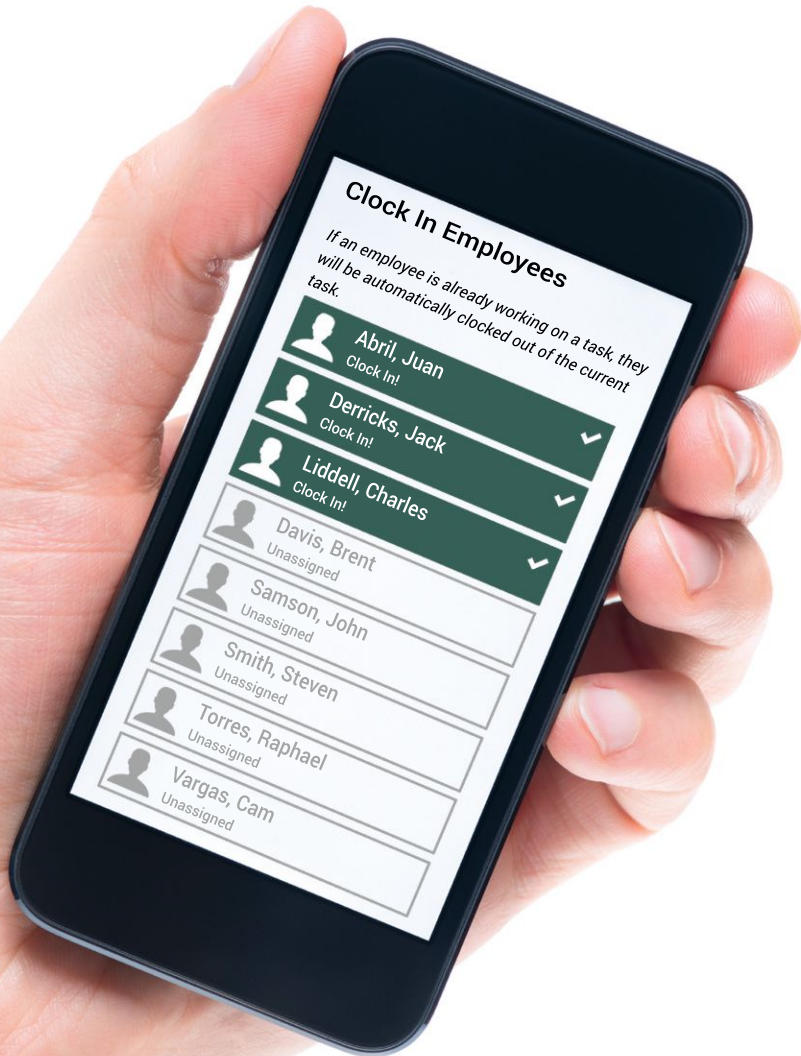 Clock In Employees
If an employee is already working on a task, they
will be automatically clocked out of the current
task.
Abril, Juan
Clock In!
Derricks, Jack
Clock In!
Liddell, Charles
Clock In!
Davis, Brent
Unassigned
Samson, John
Unassigned
Smith, Steven
Unassigned
Torres, Raphael
Unassigned
Vargas, Cam
Unassigned